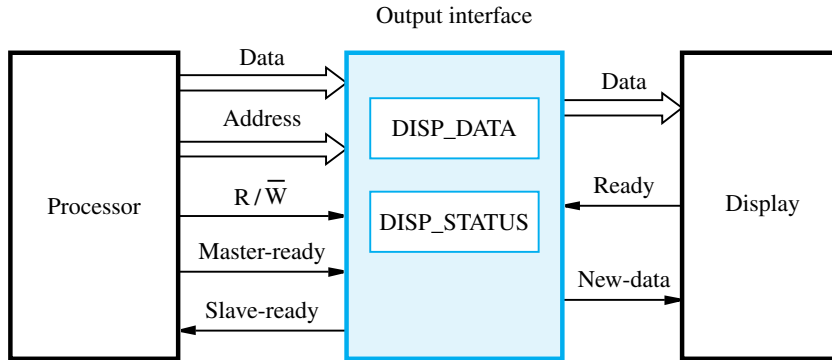 Output interface
Data
Address
R / W̅
Master-ready
Slave-ready
Processor
DISP_DATA
DISP_STATUS
Data
Ready
New-data
Display